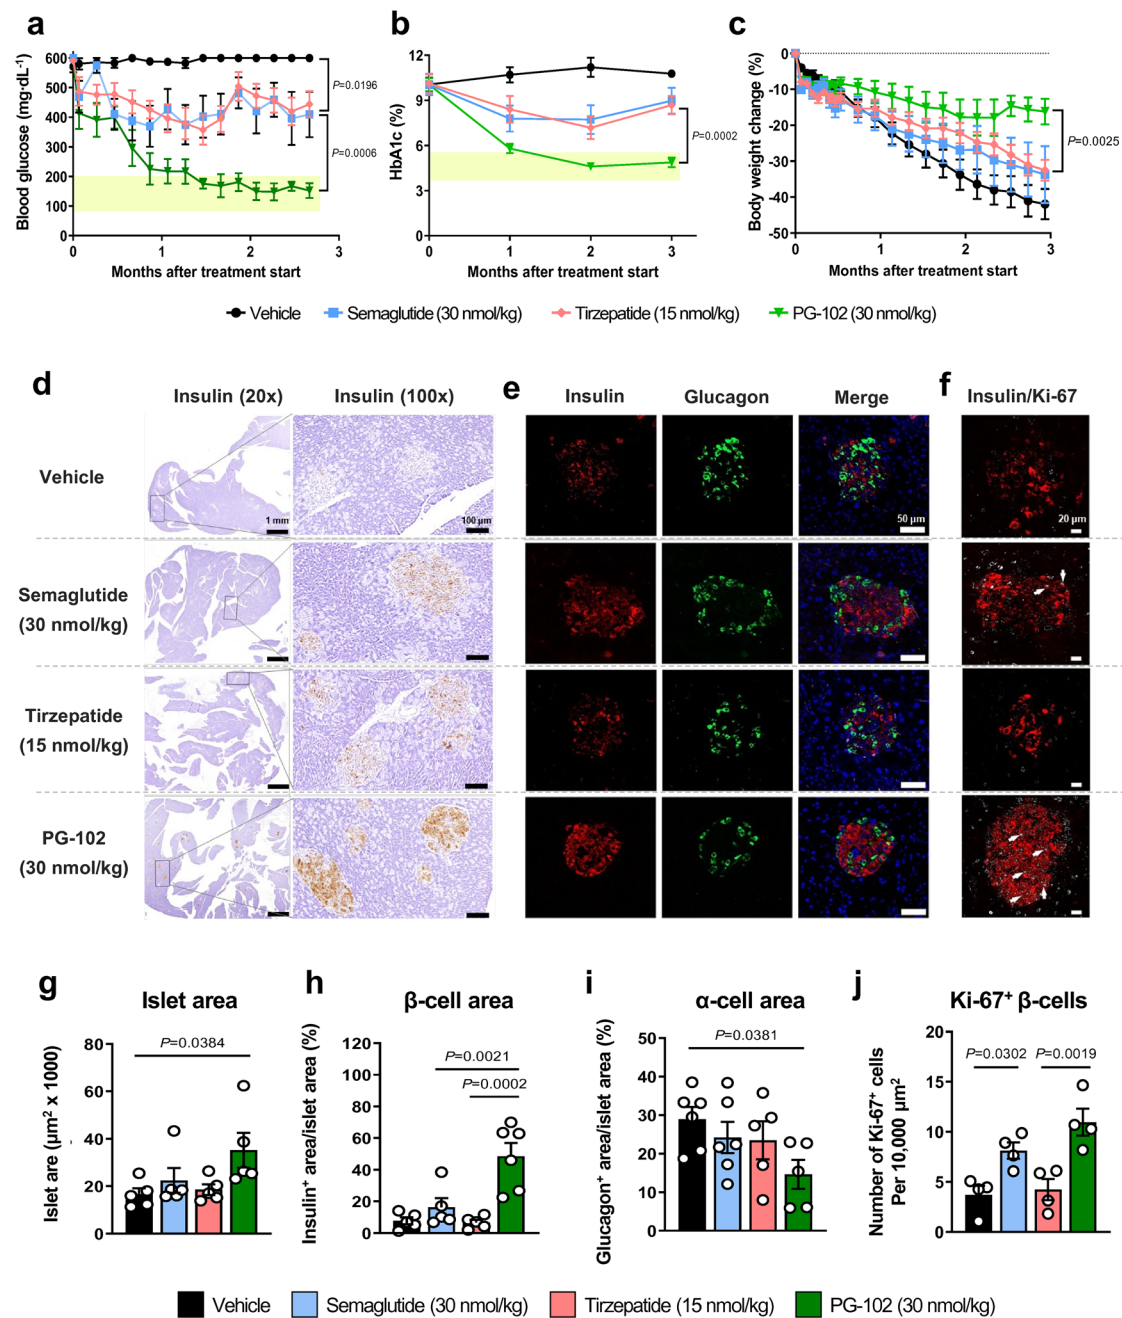 a
Blood glucose (mg·dL⁻¹)
600
500
400
300
200
100
0
0 1 2 3
Months after treatment start
P=0.0196
P=0.0006
b
HbA1c (%)
12
9
6
3
0
0 1 2 3
Months after treatment start
P=0.0002
c
Body weight change (%)
0
-10
-20
-30
-40
-50
0 1 2 3
Months after treatment start
P=0.0025
Vehicle Semaglutide (30 nmol/kg) Tirzepatide (15 nmol/kg) PG-102 (30 nmol/kg)
d
Insulin (20x) Insulin (100x)
e
Insulin Glucagon Merge
f
Insulin/Ki-67
Vehicle
1 mm
100 µm
50 µm
20 µm
Semaglutide
(30 nmol/kg)
Tirzepatide
(15 nmol/kg)
PG-102
(30 nmol/kg)
g
Islet area
Islet are (µm² x 1000)
80
60
40
20
0
P=0.0384
h
β-cell area
Insulin⁺ area/islet area (%)
120
100
80
60
40
20
0
P=0.0021
P=0.0002
i
α-cell area
Glucagon⁺ area/islet area (%)
50
40
30
20
10
0
P=0.0381
j
Ki-67⁺ β-cells
Number of Ki-67⁺ cells
Per 10,000 µm²
20
15
10
5
0
P=0.0302
P=0.0019
Vehicle Semaglutide (30 nmol/kg) Tirzepatide (15 nmol/kg) PG-102 (30 nmol/kg)